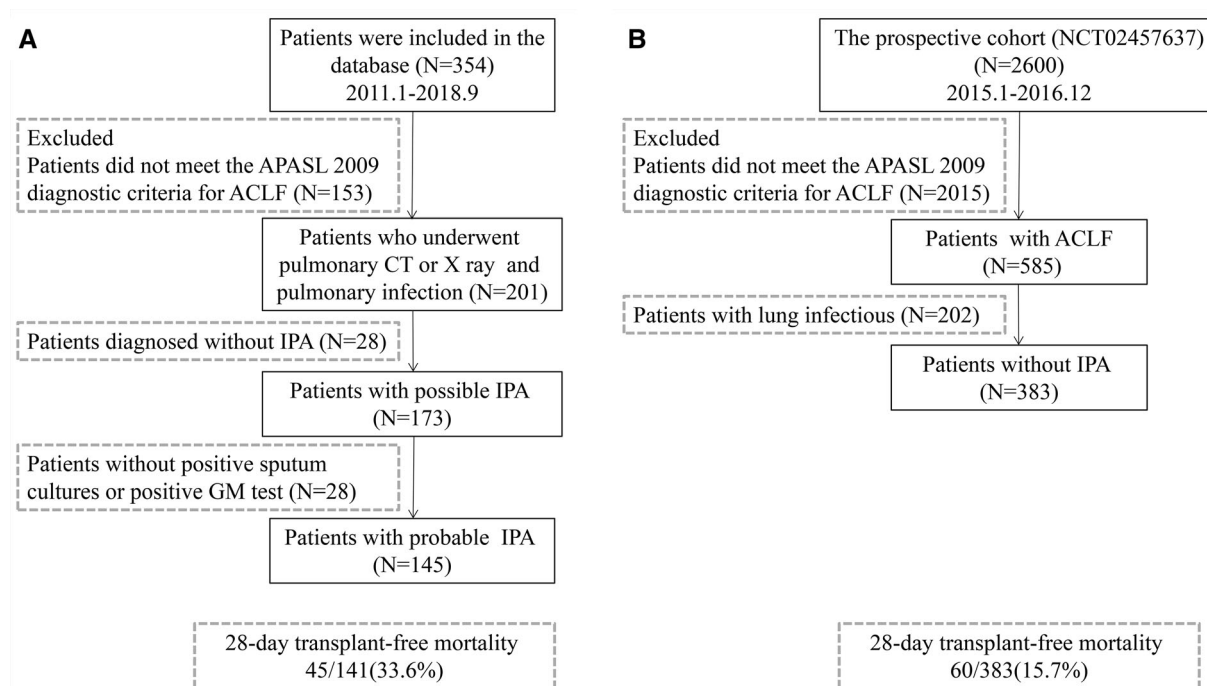 A
Patients were included in the
database (N=354)
2011.1-2018.9
Excluded
Patients did not meet the APASL 2009
diagnostic criteria for ACLF (N=153)
Patients who underwent
pulmonary CT or X ray and
pulmonary infection (N=201)
Patients diagnosed without IPA (N=28)
Patients with possible IPA
(N=173)
Patients without positive sputum
cultures or positive GM test (N=28)
Patients with probable IPA
(N=145)
28-day transplant-free mortality
45/141(33.6%)
B
The prospective cohort (NCT02457637)
(N=2600)
2015.1-2016.12
Excluded
Patients did not meet the APASL 2009
diagnostic criteria for ACLF (N=2015)
Patients with ACLF
(N=585)
Patients with lung infectious (N=202)
Patients without IPA
(N=383)
28-day transplant-free mortality
60/383(15.7%)